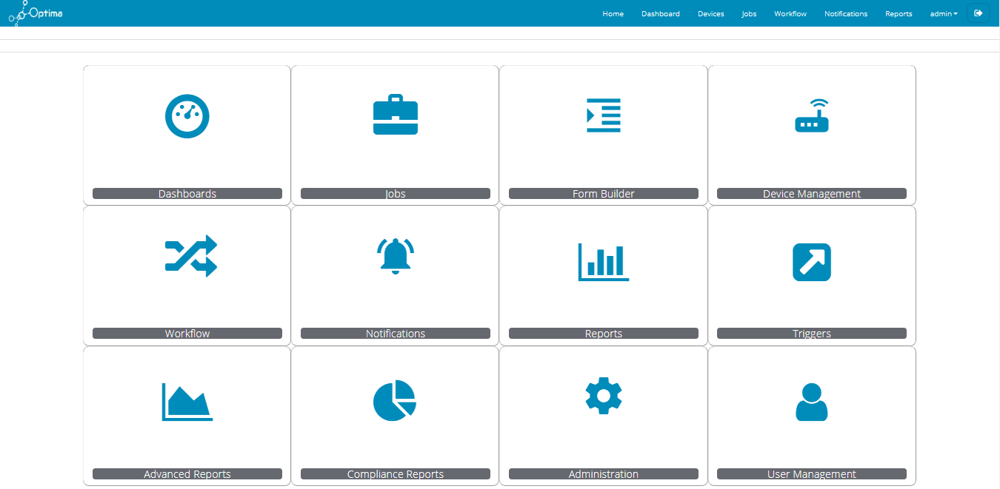 Optima
Home Dashboard Devices Jobs Workflow Notifications Reports admin
Dashboards Jobs Form Builder Device Management
Workflow Notifications Reports Triggers
Advanced Reports Compliance Reports Administration User Management